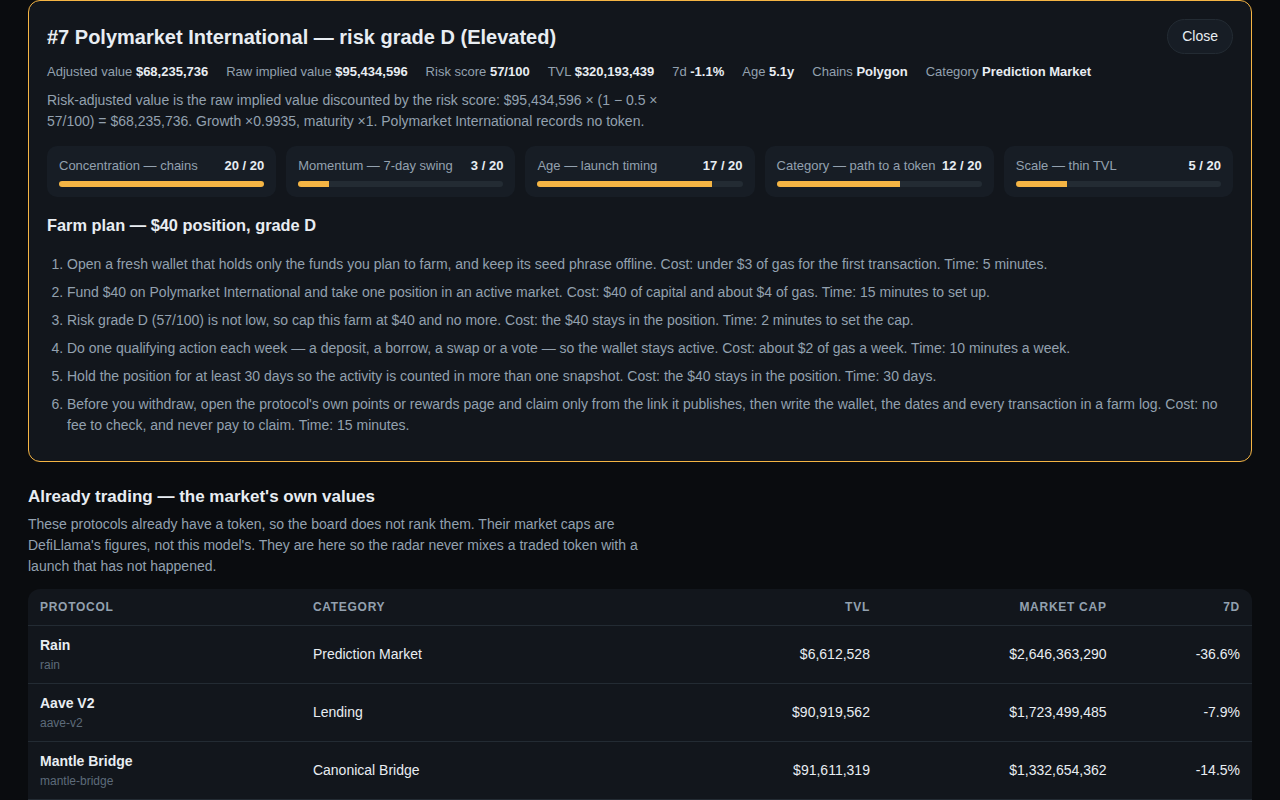 #7 Polymarket International — risk grade D (Elevated)
Close
Adjusted value $68,235,736 Raw implied value $95,434,596 Risk score 57/100 TVL $320,193,439 7d -1.1% Age 5.1y Chains Polygon Category Prediction Market
Risk-adjusted value is the raw implied value discounted by the risk score: $95,434,596 × (1 − 0.5 ×
57/100) = $68,235,736. Growth ×0.9935, maturity ×1. Polymarket International records no token.
Concentration — chains 20 / 20
Momentum — 7-day swing 3 / 20
Age — launch timing 17 / 20
Category — path to a token 12 / 20
Scale — thin TVL 5 / 20
Farm plan — $40 position, grade D
1. Open a fresh wallet that holds only the funds you plan to farm, and keep its seed phrase offline. Cost: under $3 of gas for the first transaction. Time: 5 minutes.
2. Fund $40 on Polymarket International and take one position in an active market. Cost: $40 of capital and about $4 of gas. Time: 15 minutes to set up.
3. Risk grade D (57/100) is not low, so cap this farm at $40 and no more. Cost: the $40 stays in the position. Time: 2 minutes to set the cap.
4. Do one qualifying action each week — a deposit, a borrow, a swap or a vote — so the wallet stays active. Cost: about $2 of gas a week. Time: 10 minutes a week.
5. Hold the position for at least 30 days so the activity is counted in more than one snapshot. Cost: the $40 stays in the position. Time: 30 days.
6. Before you withdraw, open the protocol's own points or rewards page and claim only from the link it publishes, then write the wallet, the dates and every transaction in a farm log. Cost: no
fee to check, and never pay to claim. Time: 15 minutes.
Already trading — the market's own values
These protocols already have a token, so the board does not rank them. Their market caps are
DefiLlama's figures, not this model's. They are here so the radar never mixes a traded token with a
launch that has not happened.
PROTOCOL CATEGORY TVL MARKET CAP 7D
Rain
rain
Prediction Market $6,612,528 $2,646,363,290 -36.6%
Aave V2
aave-v2
Lending $90,919,562 $1,723,499,485 -7.9%
Mantle Bridge
mantle-bridge
Canonical Bridge $91,611,319 $1,332,654,362 -14.5%